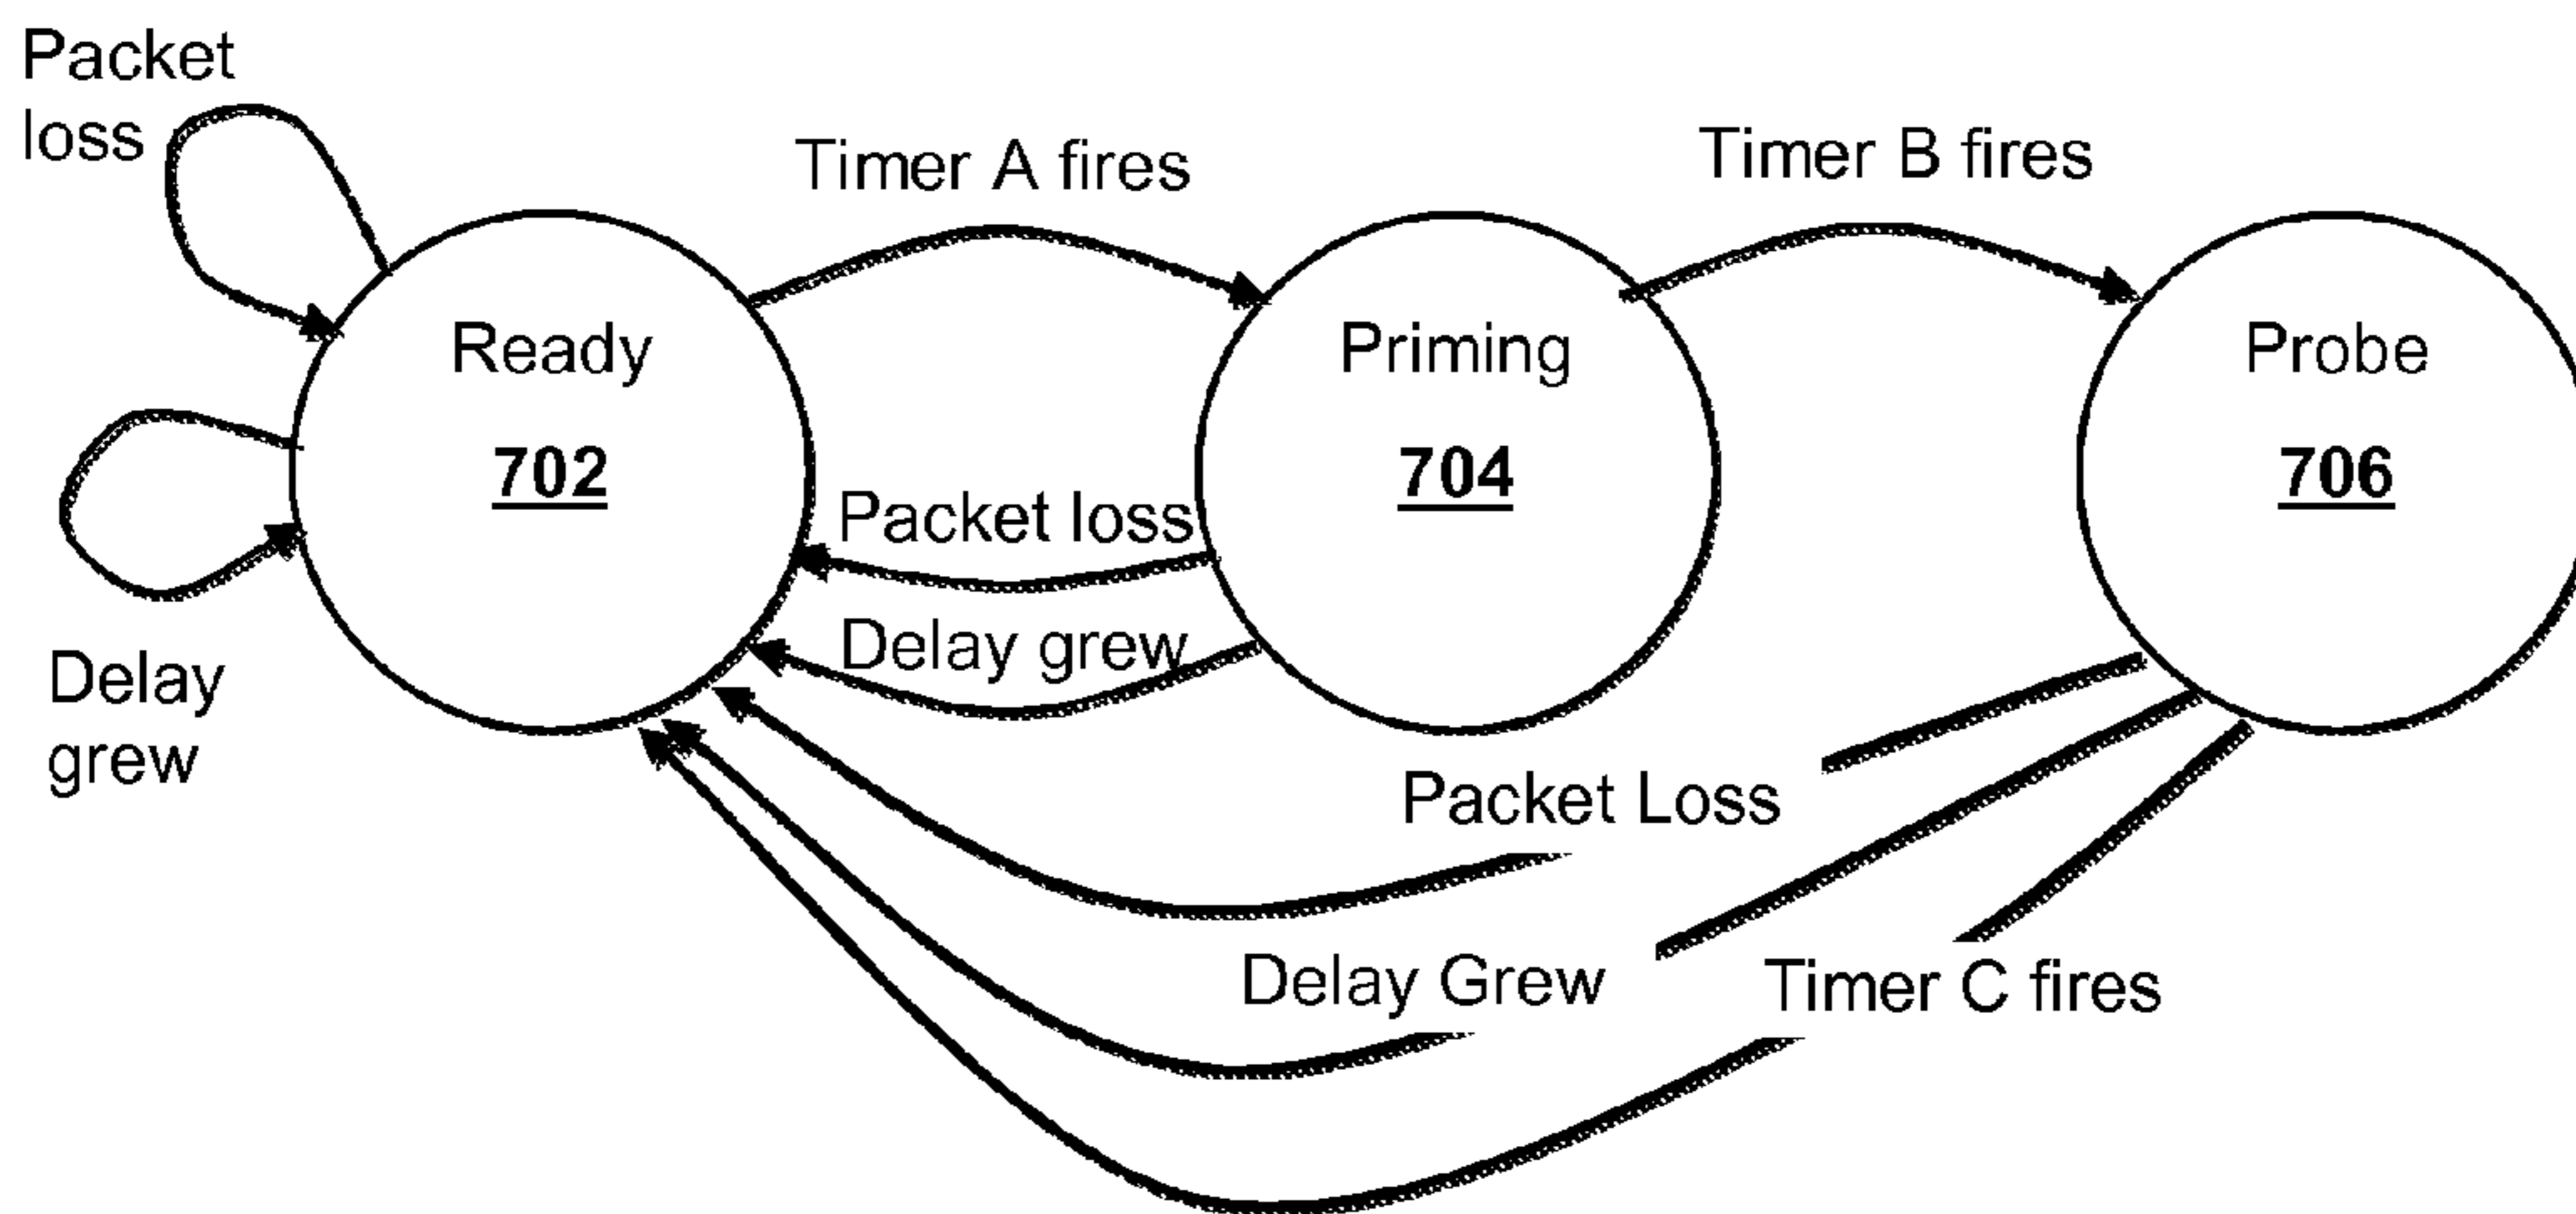 Packet
loss
Timer A fires
Timer B fires
Ready
702
Priming
704
Probe
706
Packet loss
Delay grew
Delay
grew
Packet Loss
Delay Grew
Timer C fires